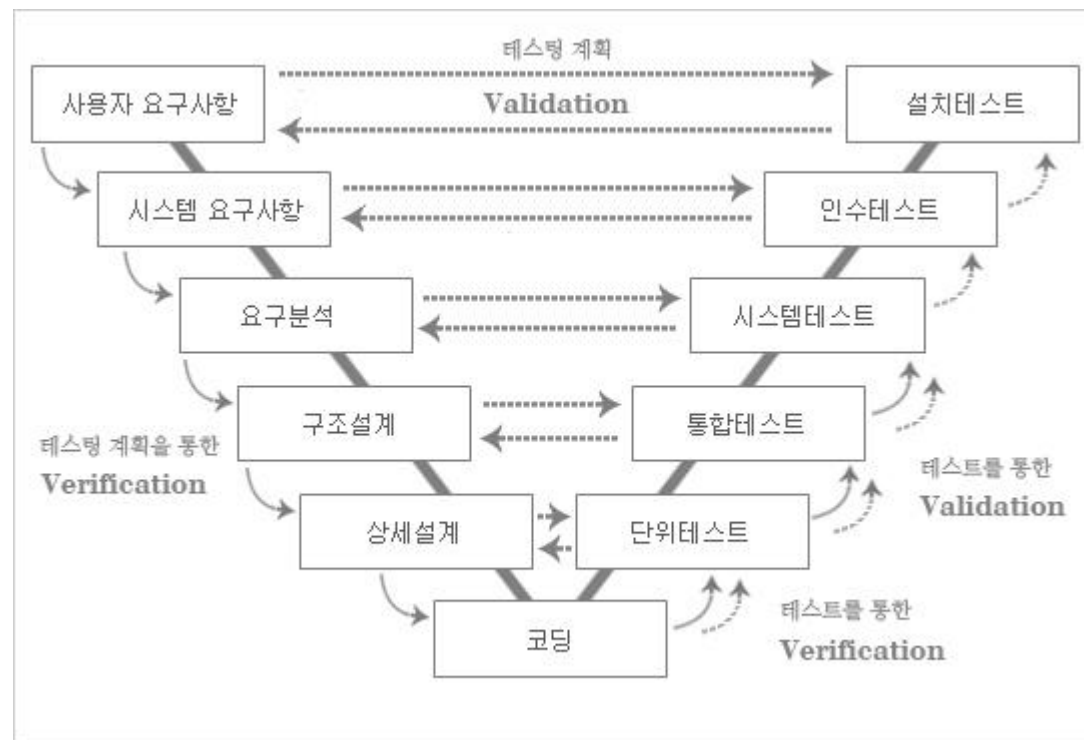 테스팅 계획
사용자 요구사항
Validation
설치테스트
시스템 요구사항
인수테스트
요구분석
시스템테스트
구조설계
통합테스트
테스팅 계획을 통한
Verification
테스트를 통한
Validation
상세설계
단위테스트
코딩
테스트를 통한
Verification